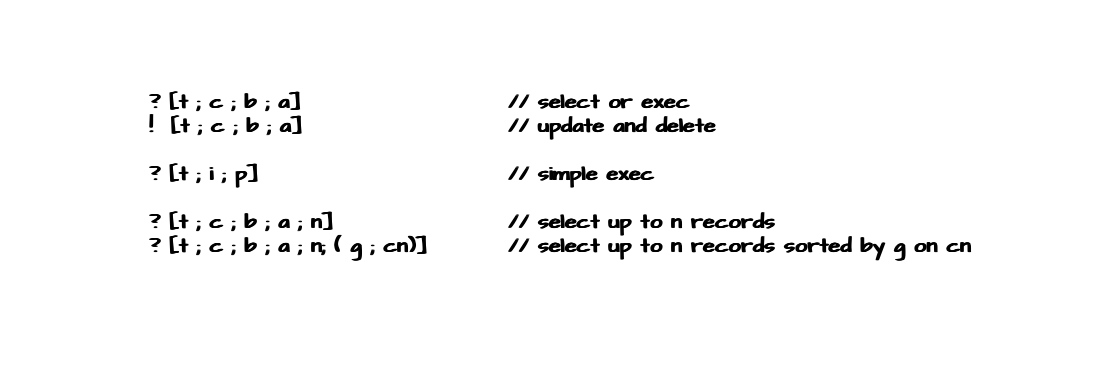 ? [t ; c ; b ; a] // select or exec
! [t ; c ; b ; a] // update and delete
? [t ; i ; p] // simple exec
? [t ; c ; b ; a ; n] // select up to n records
? [t ; c ; b ; a ; n; ( g ; cn)] // select up to n records sorted by g on cn